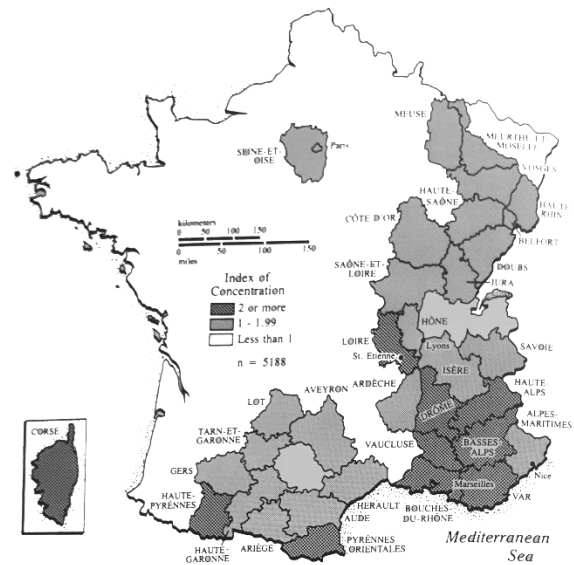 MEUSE
MEURTHE-ET-
MOSELLE
SEINE-ET-
OISE
Paris
VOSGES
HAUTE-
SAÔNE
HAUT-
RHIN
kilometers
0 50 100 150
0 50 100 150
miles
CÔTE D'OR
BELFORT
SAÔNE-ET-
LOIRE
DOUBS
JURA
Index of
Concentration
2 or more
1 - 1.99
Less than 1
n = 5188
HÔNE
LOIRE
Lyons
St. Etienne
SAVOIE
ISÈRE
AVEYRON
ARDÈCHE
HAUTE-
ALPS
LOT
DRÔME
ALPES-
MARITIMES
TARN-ET-
GARONNE
CORSE
VAUCLUSE
BASSES
ALPS
GERS
Nice
HAUTE-
PYRÉNNES
Marseilles
VAR
HERAULT
BOUCHES-
DU-RHÔNE
AUDE
Mediterranean
Sea
HAUTE-
GARONNE
ARIÈGE
PYRÉNNES
ORIENTALES